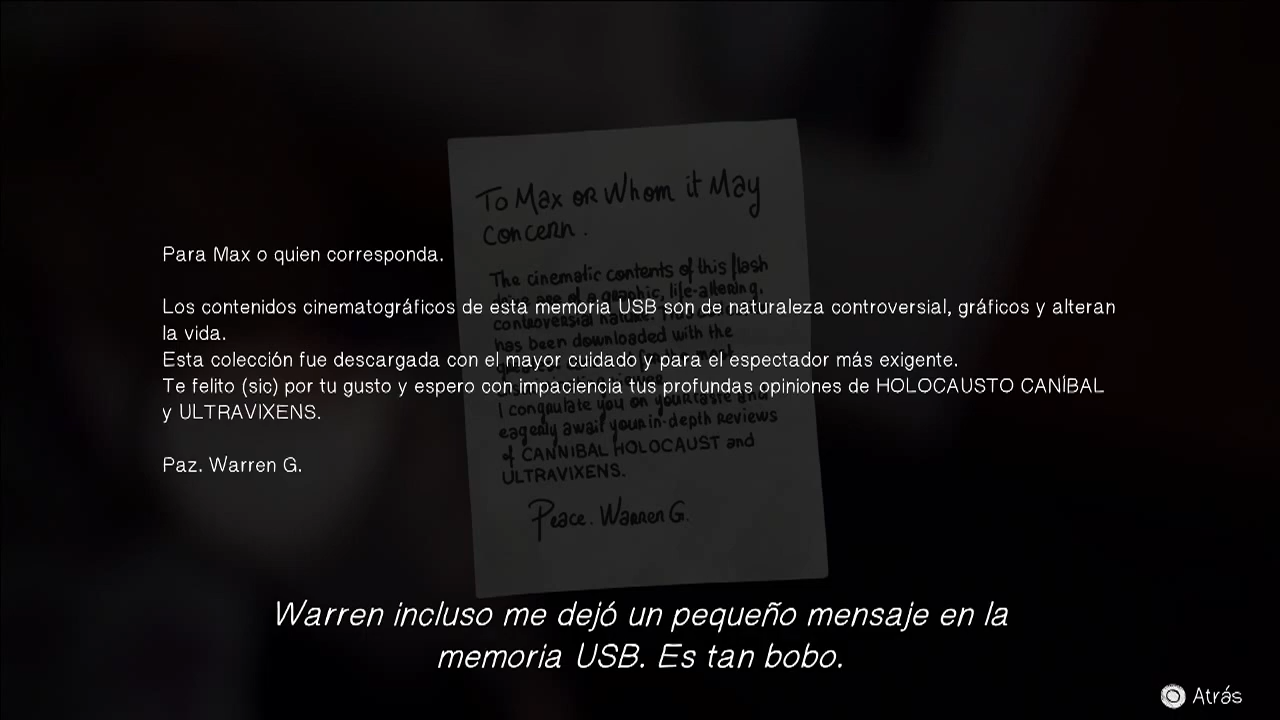 To Max or Whom it May
Concern.
Para Max o quien corresponda.
The cinematic contents of this flash
Los contenidos cinematográficos de esta memoria USB son de naturaleza controversial, gráficos y alteran
la vida.
has been downloaded with the
Esta colección fue descargada con el mayor cuidado y para el espectador más exigente.
Te felito (sic) por tu gusto y espero con impaciencia tus profundas opiniones de HOLOCAUSTO CANÍBAL
y ULTRAVIXENS.
I congraulate you on your taste and
eagerly await your in-depth reviews
of CANNIBAL HOLOCAUST and
ULTRAVIXENS.
Paz. Warren G.
Peace. Warren G.
Warren incluso me dejó un pequeño mensaje en la
memoria USB. Es tan bobo.
Atrás